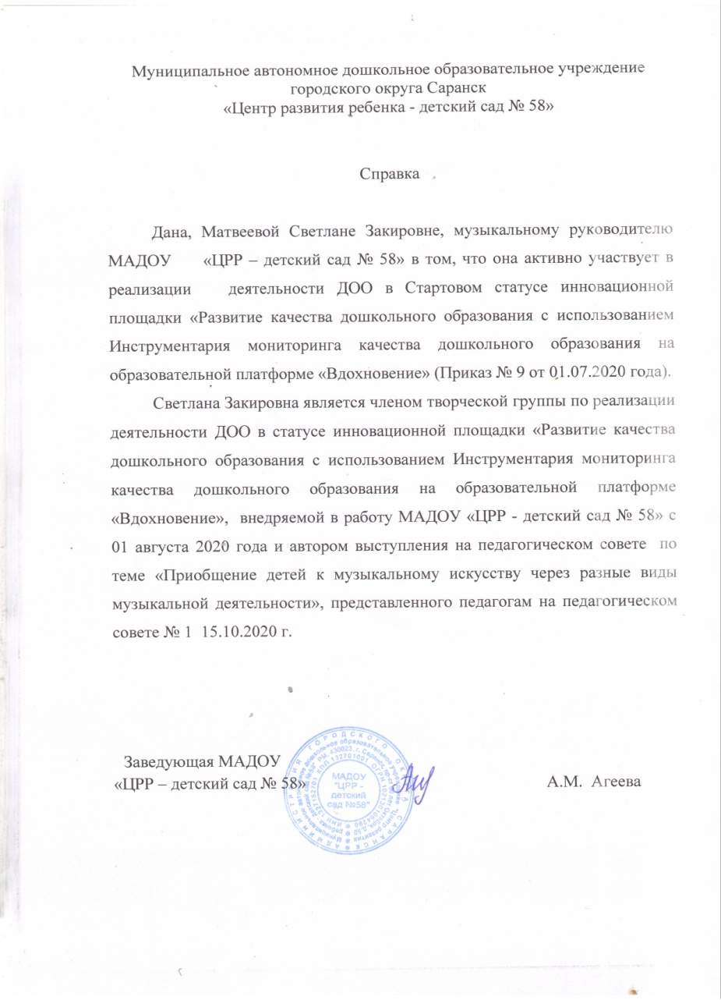 Муниципальное автономное дошкольное образовательное учреждение
городского округа Саранск
«Центр развития ребенка - детский сад № 58»
Справка
Дана, Матвеевой Светлане Закировне, музыкальному руководителю
МАДОУ «ЦРР – детский сад № 58» в том, что она активно участвует в
реализации деятельности ДОО в Стартовом статусе инновационной
площадки «Развитие качества дошкольного образования с использованием
Инструментария мониторинга качества дошкольного образования на
образовательной платформе «Вдохновение» (Приказ № 9 от 01.07.2020 года).
Светлана Закировна является членом творческой группы по реализации
деятельности ДОО в статусе инновационной площадки «Развитие качества
дошкольного образования с использованием Инструментария мониторинга
качества дошкольного образования на образовательной платформе
«Вдохновение», внедряемой в работу МАДОУ «ЦРР - детский сад № 58» с
01 августа 2020 года и автором выступления на педагогическом совете по
теме «Приобщение детей к музыкальному искусству через разные виды
музыкальной деятельности», представленного педагогам на педагогическом
совете № 1 15.10.2020 г.
Заведующая МАДОУ
«ЦРР – детский сад № 58»
А.М. Агеева
АДМИНИСТРАЦИЯ ГОРОДСКОГО ОКРУГА САРАНСК
МАДОУ
"ЦРР -
детский
сад №58"